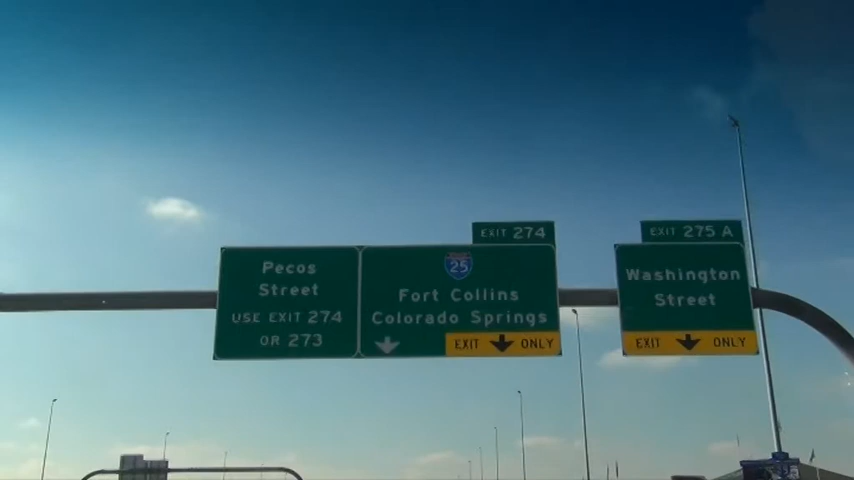 Pecos
Street
USE EXIT 274
OR 273
EXIT 274
25
Fort Collins
Colorado Springs
EXIT ONLY
EXIT 275 A
Washington
Street
EXIT ONLY